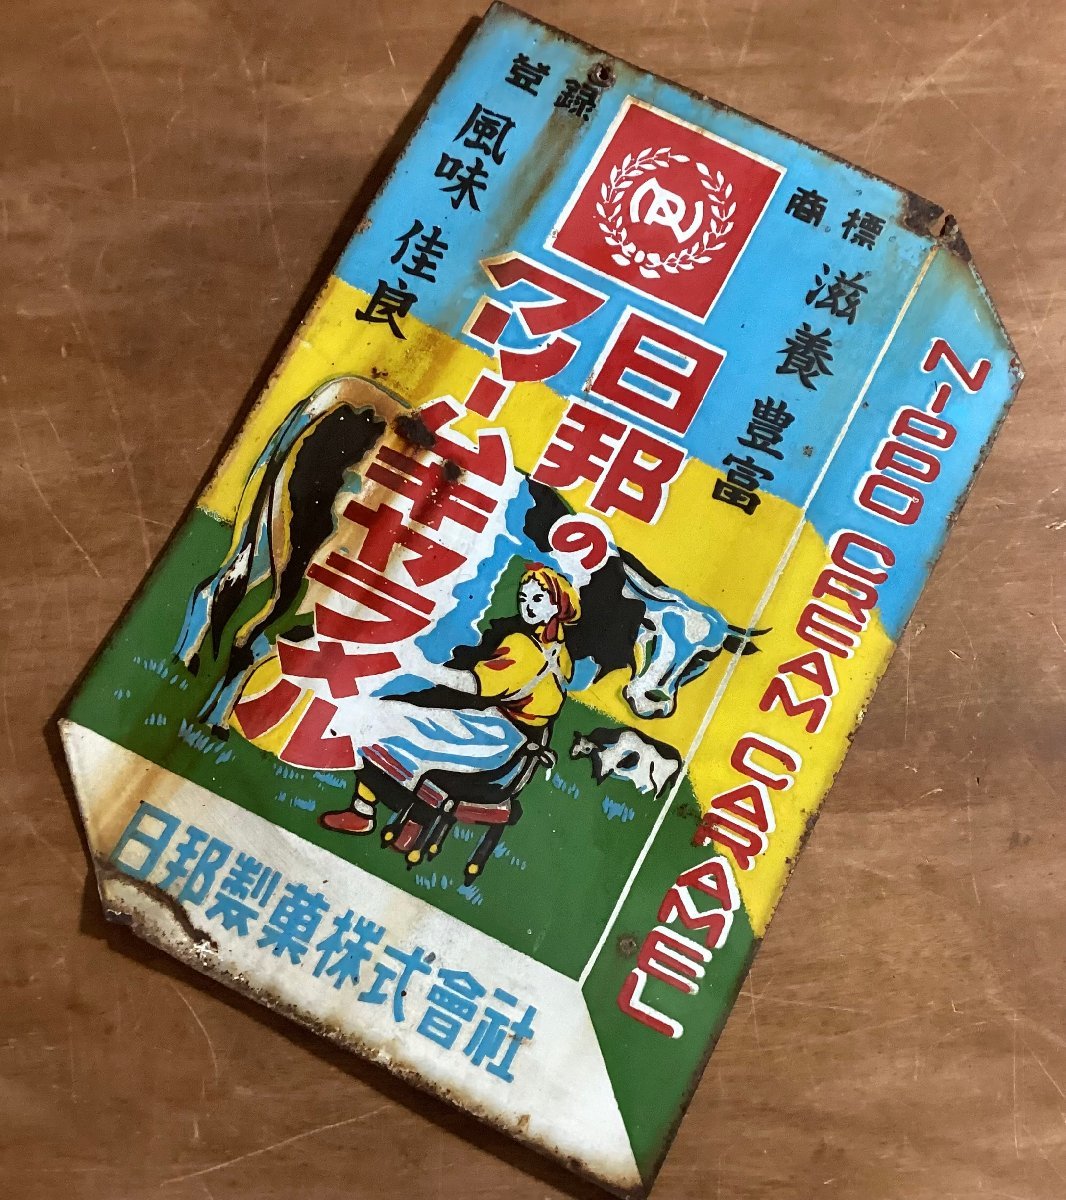 登録 商標
滋養 豊富
風味 佳良
日邦の
クリームキヤラメル
NIPPO CREAM CARAMEL
日邦製菓株式會社